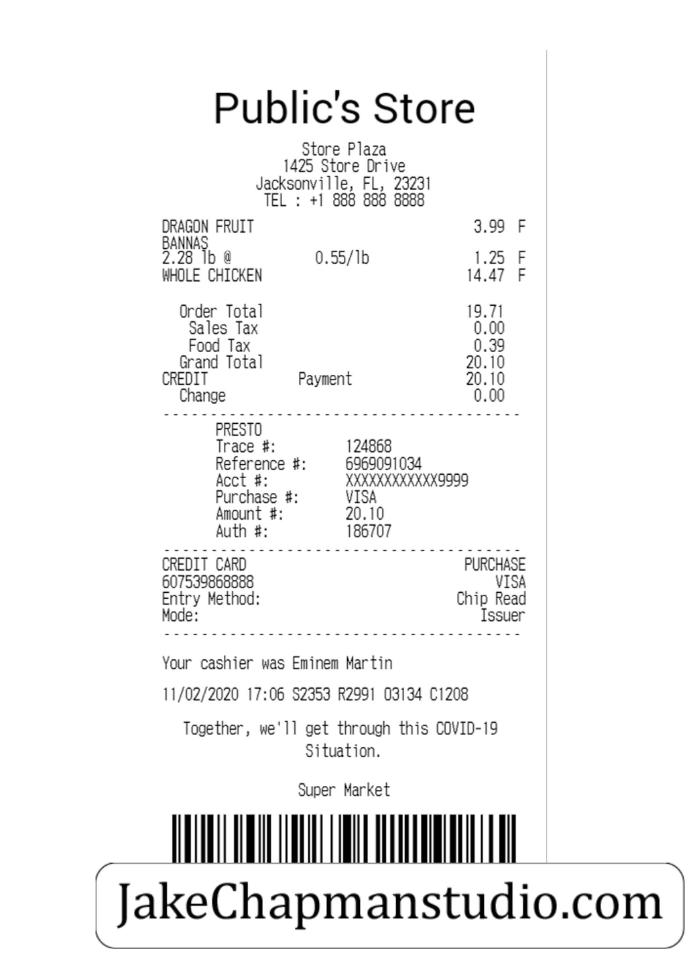 Public's Store
Store Plaza
1425 Store Drive
Jacksonville, FL, 23231
TEL : +1 888 888 8888
DRAGON FRUIT 3.99 F
BANNAS
2.28 lb @ 0.55/lb 1.25 F
WHOLE CHICKEN 14.47 F
Order Total 19.71
Sales Tax 0.00
Food Tax 0.39
Grand Total 20.10
CREDIT Payment 20.10
Change 0.00
PRESTO
Trace #: 124868
Reference #: 6969091034
Acct #: XXXXXXXXXXXX9999
Purchase #: VISA
Amount #: 20.10
Auth #: 186707
CREDIT CARD PURCHASE
607539868888 VISA
Entry Method: Chip Read
Mode: Issuer
Your cashier was Eminem Martin
11/02/2020 17:06 S2353 R2991 03134 C1208
Together, we'll get through this COVID-19
Situation.
Super Market
JakeChapmanstudio.com